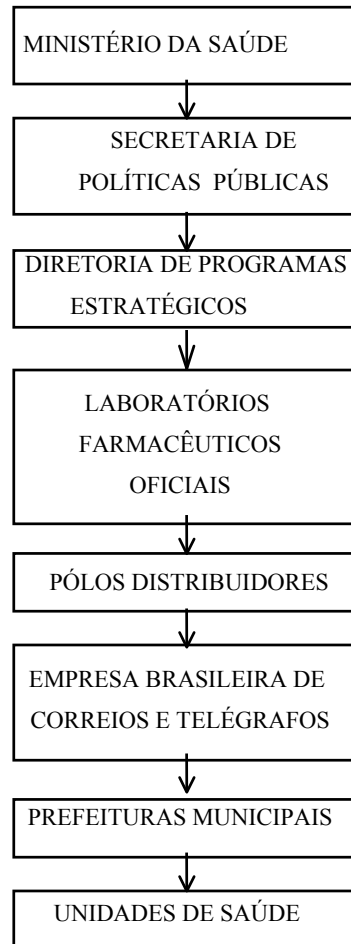 MINISTÉRIO DA SAÚDE
SECRETARIA DE
POLÍTICAS PÚBLICAS
DIRETORIA DE PROGRAMAS
ESTRATÉGICOS
LABORATÓRIOS
FARMACÊUTICOS
OFICIAIS
PÓLOS DISTRIBUIDORES
EMPRESA BRASILEIRA DE
CORREIOS E TELÉGRAFOS
PREFEITURAS MUNICIPAIS
UNIDADES DE SAÚDE